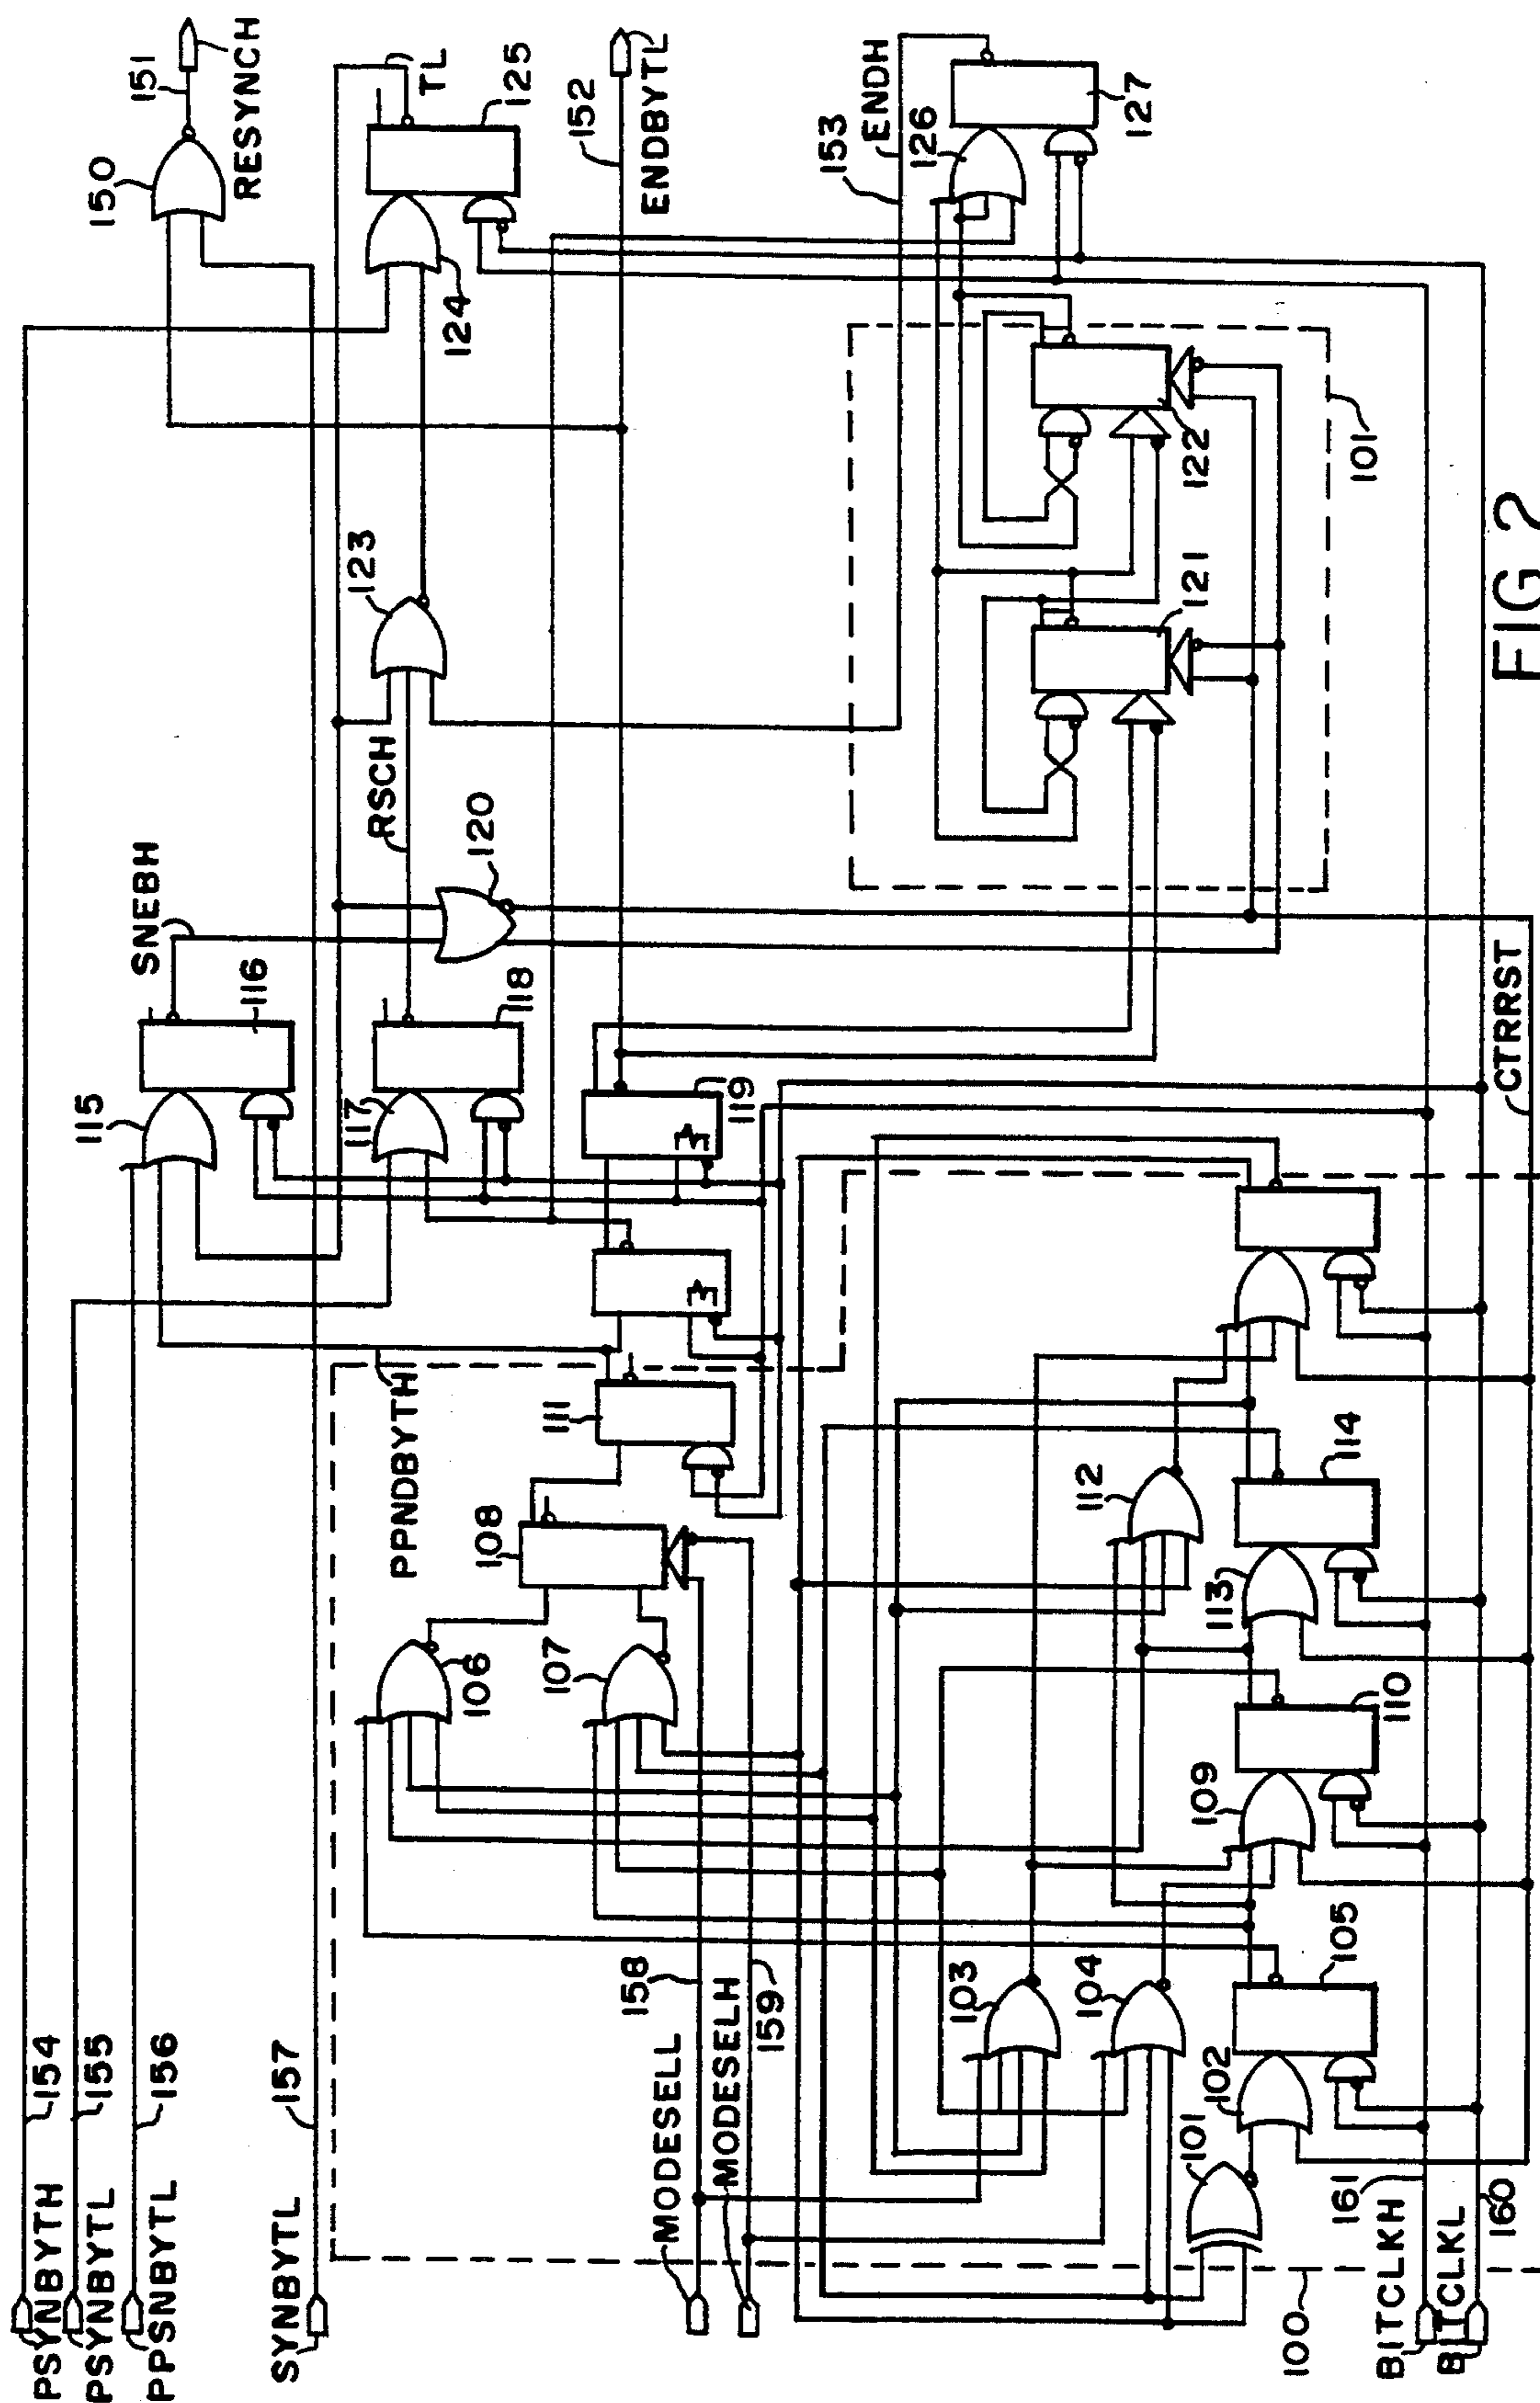 PSYNBYTH
154
PSYNBYTL
155
PPSNBYTL
156
SYNBYTL
157
150
151
RESYNCH
TL
125
124
123
152
ENDBYTL
SNEBH
115
116
RSCH
117
118
120
119
PPNDBYTH
111
108
106
107
153
ENDH
126
127
121
122
101
MODESELL
158
MODESELH
159
103
104
101
102
105
109
110
112
113
114
100
BITCLKH
161
BITCLKL
160
CTRRST
FIG 2